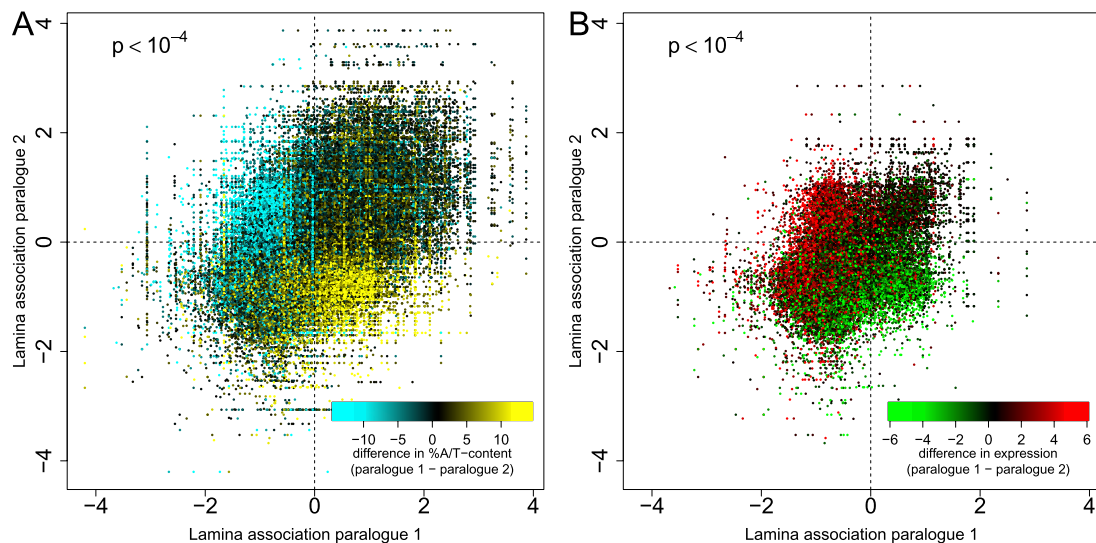 A
p < 10⁻⁴
4
2
0
−2
−4
Lamina association paralogue 2
−10 −5 0 5 10
difference in %A/T−content
(paralogue 1 − paralogue 2)
−4 −2 0 2 4
Lamina association paralogue 1
B
p < 10⁻⁴
4
2
0
−2
−4
Lamina association paralogue 2
−6 −4 −2 0 2 4 6
difference in expression
(paralogue 1 − paralogue 2)
−4 −2 0 2 4
Lamina association paralogue 1